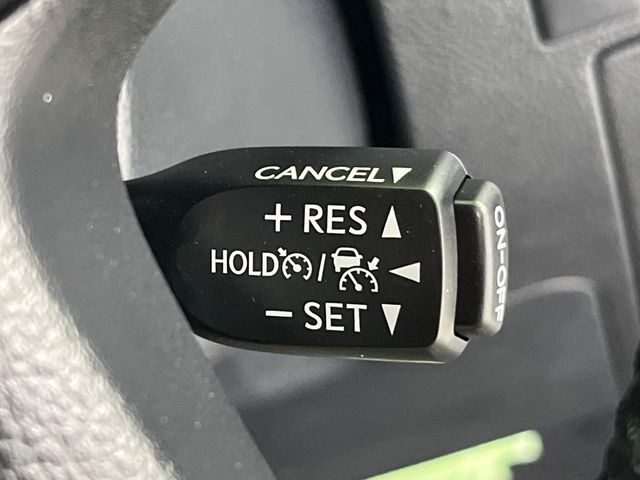 CANCEL▼
+ RES ▲
HOLD / ◀
− SET ▼
ON-OFF